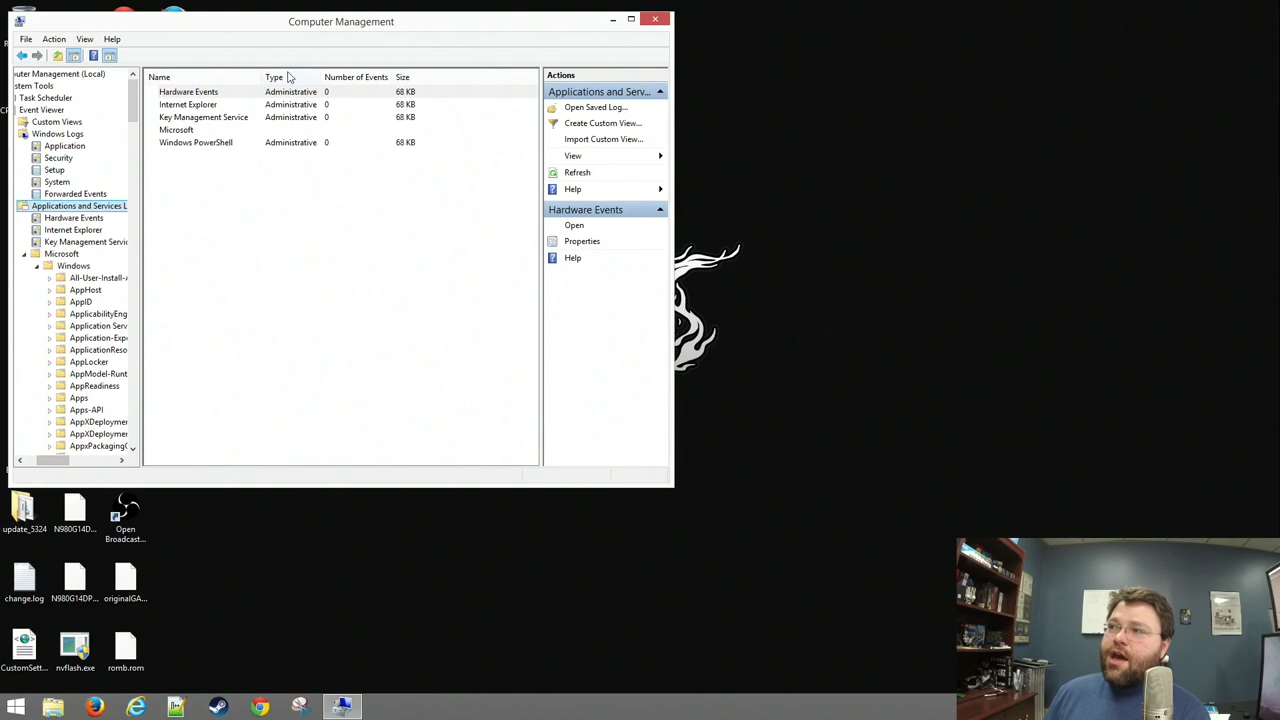 Computer Management
File Action View Help
uter Management (Local)
stem Tools
Task Scheduler
Event Viewer
Custom Views
Windows Logs
Application
Security
Setup
System
Forwarded Events
Applications and Services L
Hardware Events
Internet Explorer
Key Management Servic
Microsoft
Windows
All-User-Install-A
AppHost
AppID
ApplicabilityEng
Application Serv
Application-Expe
ApplicationReso
AppLocker
AppModel-Runt
AppReadiness
Apps
Apps-API
AppXDeploymer
AppXDeploymer
AppxPackagingO
Name Type Number of Events Size
Hardware Events Administrative 0 68 KB
Internet Explorer Administrative 0 68 KB
Key Management Service Administrative 0 68 KB
Microsoft
Windows PowerShell Administrative 0 68 KB
Actions
Applications and Serv...
Open Saved Log...
Create Custom View...
Import Custom View...
View
Refresh
Help
Hardware Events
Open
Properties
Help
update_5324 N980G14D... Open Broadcast...
change.log N980G14DP... originalGA...
CustomSett... nvflash.exe romb.rom